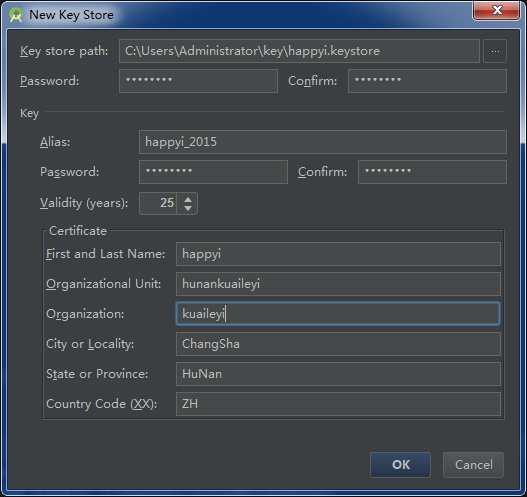 New Key Store
Key store path: C:\Users\Administrator\key\happyi.keystore ...
Password: •••••••• Confirm: ••••••••
Key
Alias: happyi_2015
Password: •••••••• Confirm: ••••••••
Validity (years): 25
Certificate
First and Last Name: happyi
Organizational Unit: hunankuaileyi
Organization: kuaileyi
City or Locality: ChangSha
State or Province: HuNan
Country Code (XX): ZH
OK Cancel